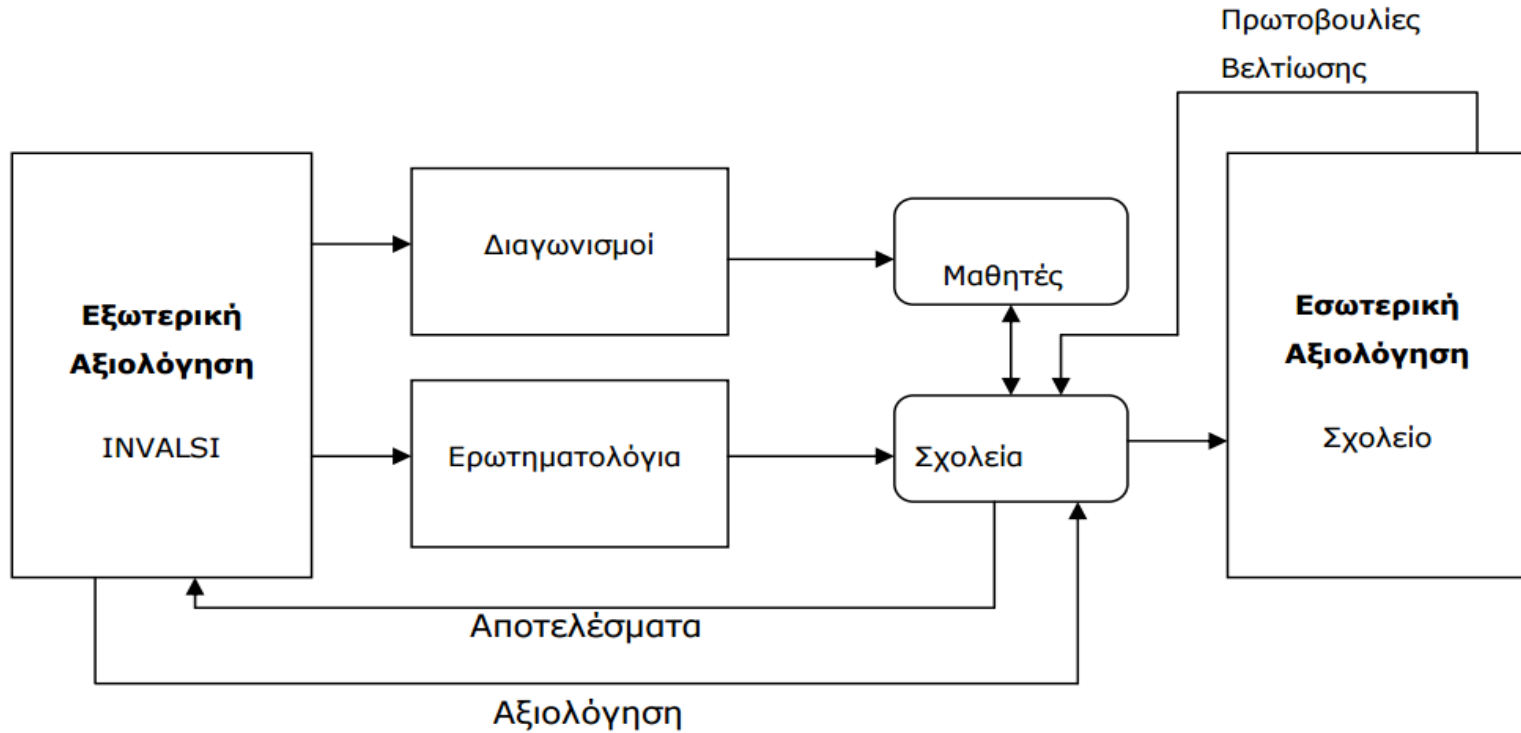 Πρωτοβουλίες
Βελτίωσης
Εξωτερική
Αξιολόγηση
INVALSI
Διαγωνισμοί
Ερωτηματολόγια
Μαθητές
Σχολεία
Εσωτερική
Αξιολόγηση
Σχολείο
Αποτελέσματα
Αξιολόγηση